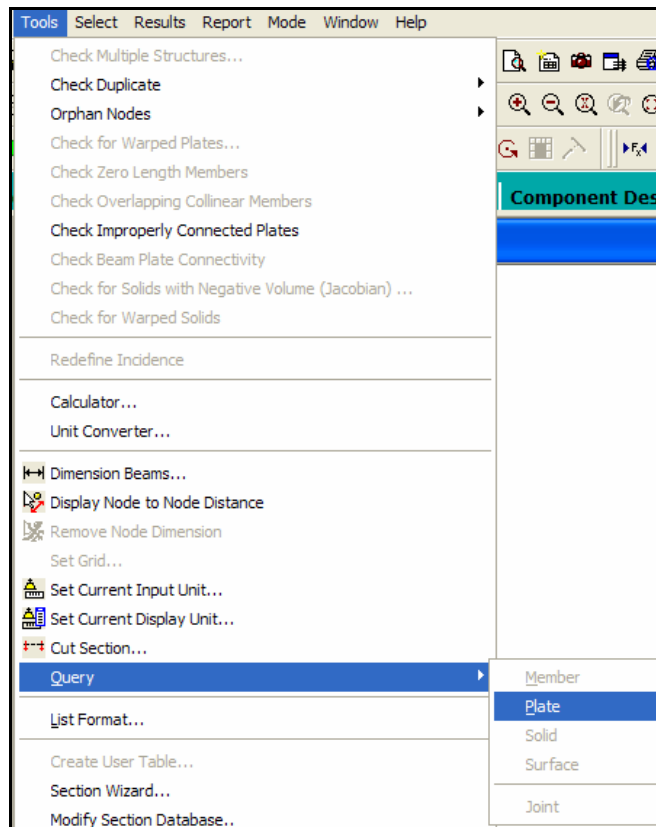 Tools Select Results Report Mode Window Help
Check Multiple Structures...
Check Duplicate
Orphan Nodes
Check for Warped Plates...
Check Zero Length Members
Check Overlapping Collinear Members
Check Improperly Connected Plates
Check Beam Plate Connectivity
Check for Solids with Negative Volume (Jacobian) ...
Check for Warped Solids
Redefine Incidence
Calculator...
Unit Converter...
Dimension Beams...
Display Node to Node Distance
Remove Node Dimension
Set Grid...
Set Current Input Unit...
Set Current Display Unit...
Cut Section...
Query
List Format...
Create User Table...
Section Wizard...
Modify Section Database..
Fx
Component Des
Member
Plate
Solid
Surface
Joint